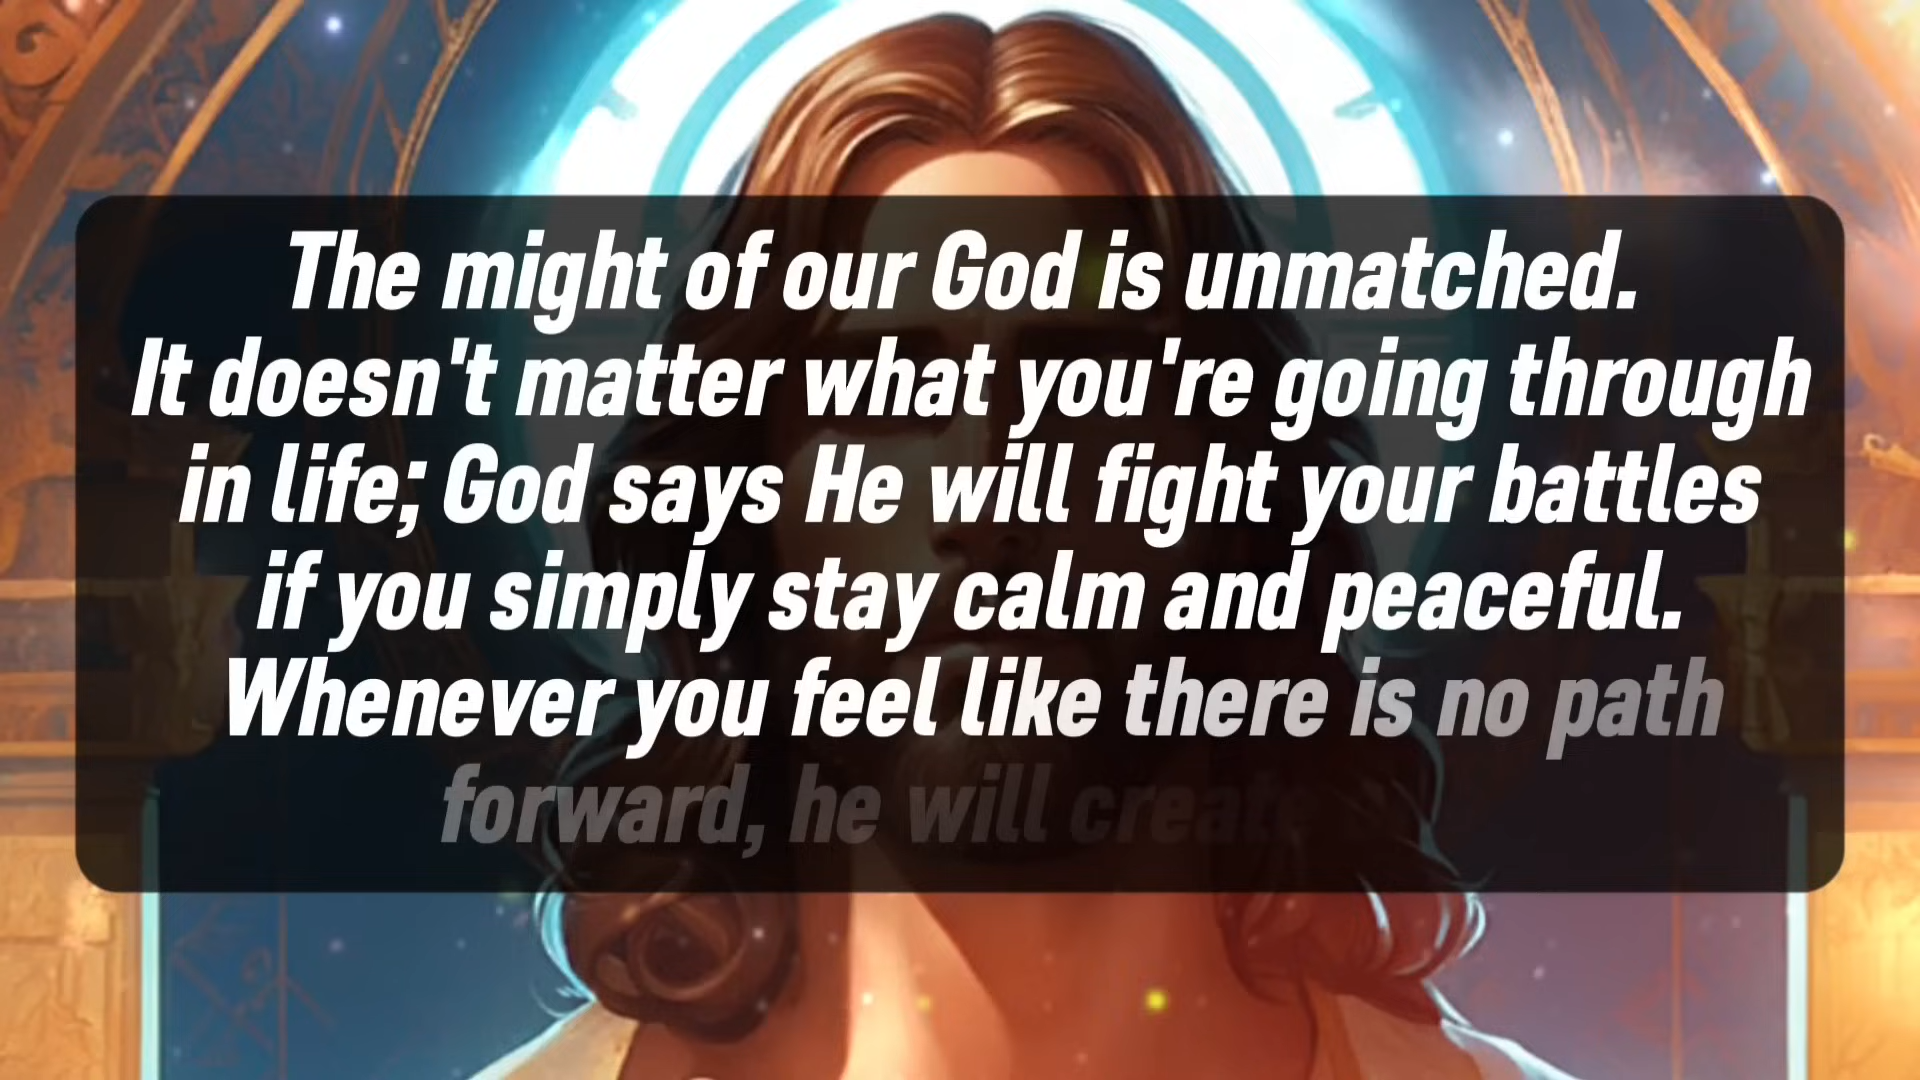 The might of our God is unmatched.
It doesn't matter what you're going through
in life; God says He will fight your battles
if you simply stay calm and peaceful.
Whenever you feel like there is no path
forward, he will create